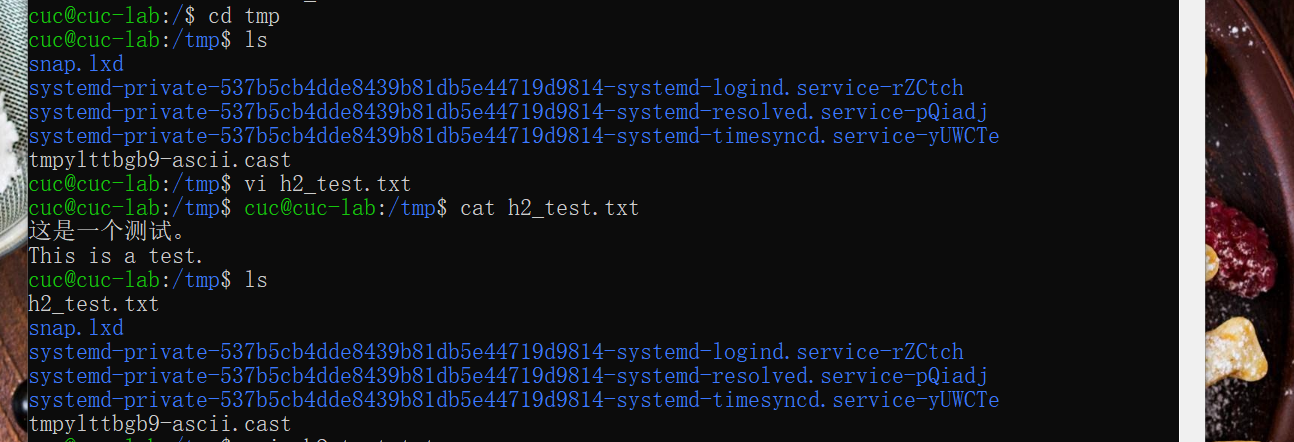 cuc@cuc-lab:/$ cd tmp
cuc@cuc-lab:/tmp$ ls
snap.lxd
systemd-private-537b5cb4dde8439b81db5e44719d9814-systemd-logind.service-rZCtch
systemd-private-537b5cb4dde8439b81db5e44719d9814-systemd-resolved.service-pQiadj
systemd-private-537b5cb4dde8439b81db5e44719d9814-systemd-timesyncd.service-yUWCTe
tmpylttbgb9-ascii.cast
cuc@cuc-lab:/tmp$ vi h2_test.txt
cuc@cuc-lab:/tmp$ cuc@cuc-lab:/tmp$ cat h2_test.txt
这是一个测试。
This is a test.
cuc@cuc-lab:/tmp$ ls
h2_test.txt
snap.lxd
systemd-private-537b5cb4dde8439b81db5e44719d9814-systemd-logind.service-rZCtch
systemd-private-537b5cb4dde8439b81db5e44719d9814-systemd-resolved.service-pQiadj
systemd-private-537b5cb4dde8439b81db5e44719d9814-systemd-timesyncd.service-yUWCTe
tmpylttbgb9-ascii.cast